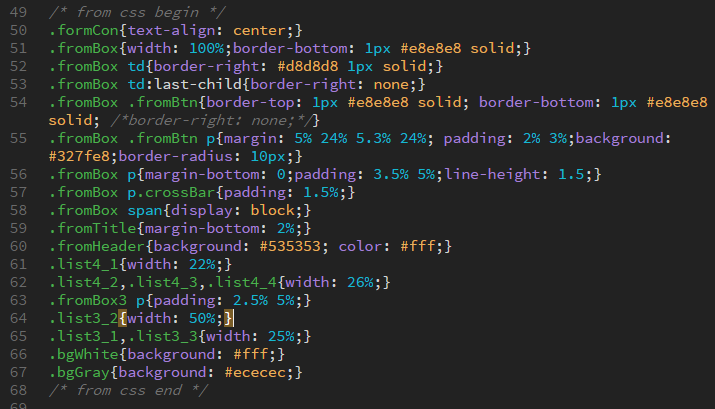 49 /* from css begin */
50 .formCon{text-align: center;}
51 .fromBox{width: 100%;border-bottom: 1px #e8e8e8 solid;}
52 .fromBox td{border-right: #d8d8d8 1px solid;}
53 .fromBox td:last-child{border-right: none;}
54 .fromBox .fromBtn{border-top: 1px #e8e8e8 solid; border-bottom: 1px #e8e8e8
solid; /*border-right: none;*/}
55 .fromBox .fromBtn p{margin: 5% 24% 5.3% 24%; padding: 2% 3%;background:
#327fe8;border-radius: 10px;}
56 .fromBox p{margin-bottom: 0;padding: 3.5% 5%;line-height: 1.5;}
57 .fromBox p.crossBar{padding: 1.5%;}
58 .fromBox span{display: block;}
59 .fromTitle{margin-bottom: 2%;}
60 .fromHeader{background: #535353; color: #fff;}
61 .list4_1{width: 22%;}
62 .list4_2,.list4_3,.list4_4{width: 26%;}
63 .fromBox3 p{padding: 2.5% 5%;}
64 .list3_2{width: 50%;}
65 .list3_1,.list3_3{width: 25%;}
66 .bgWhite{background: #fff;}
67 .bgGray{background: #ececec;}
68 /* from css end */